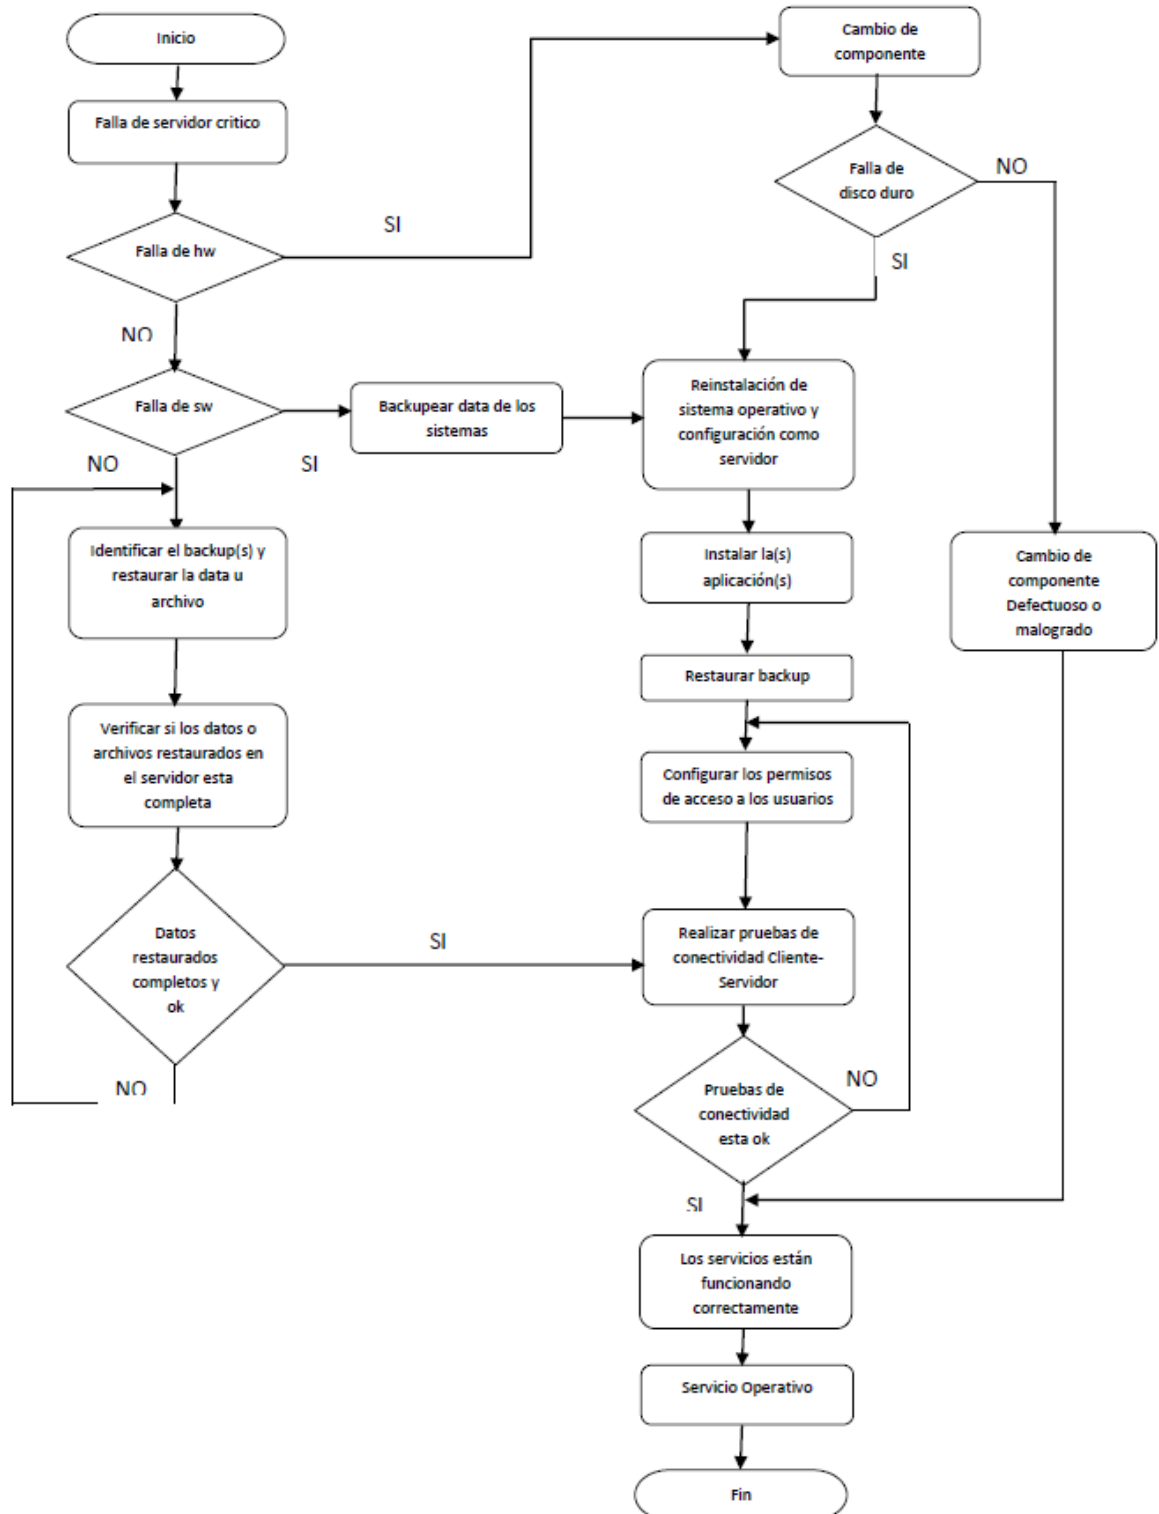 Inicio
Falla de servidor critico
Falla de hw
SI
NO
Falla de sw
SI
NO
Backupear data de los
sistemas
Identificar el backup(s) y
restaurar la data u
archivo
Verificar si los datos o
archivos restaurados en
el servidor esta
completa
Datos
restaurados
completos y
ok
SI
NO
Cambio de
componente
Falla de
disco duro
NO
SI
Reinstalación de
sistema operativo y
configuración como
servidor
Instalar la(s)
aplicación(s)
Restaurar backup
Configurar los permisos
de acceso a los usuarios
Realizar pruebas de
conectividad Cliente-
Servidor
Pruebas de
conectividad
esta ok
NO
SI
Cambio de
componente
Defectuoso o
malogrado
Los servicios están
funcionando
correctamente
Servicio Operativo
Fin